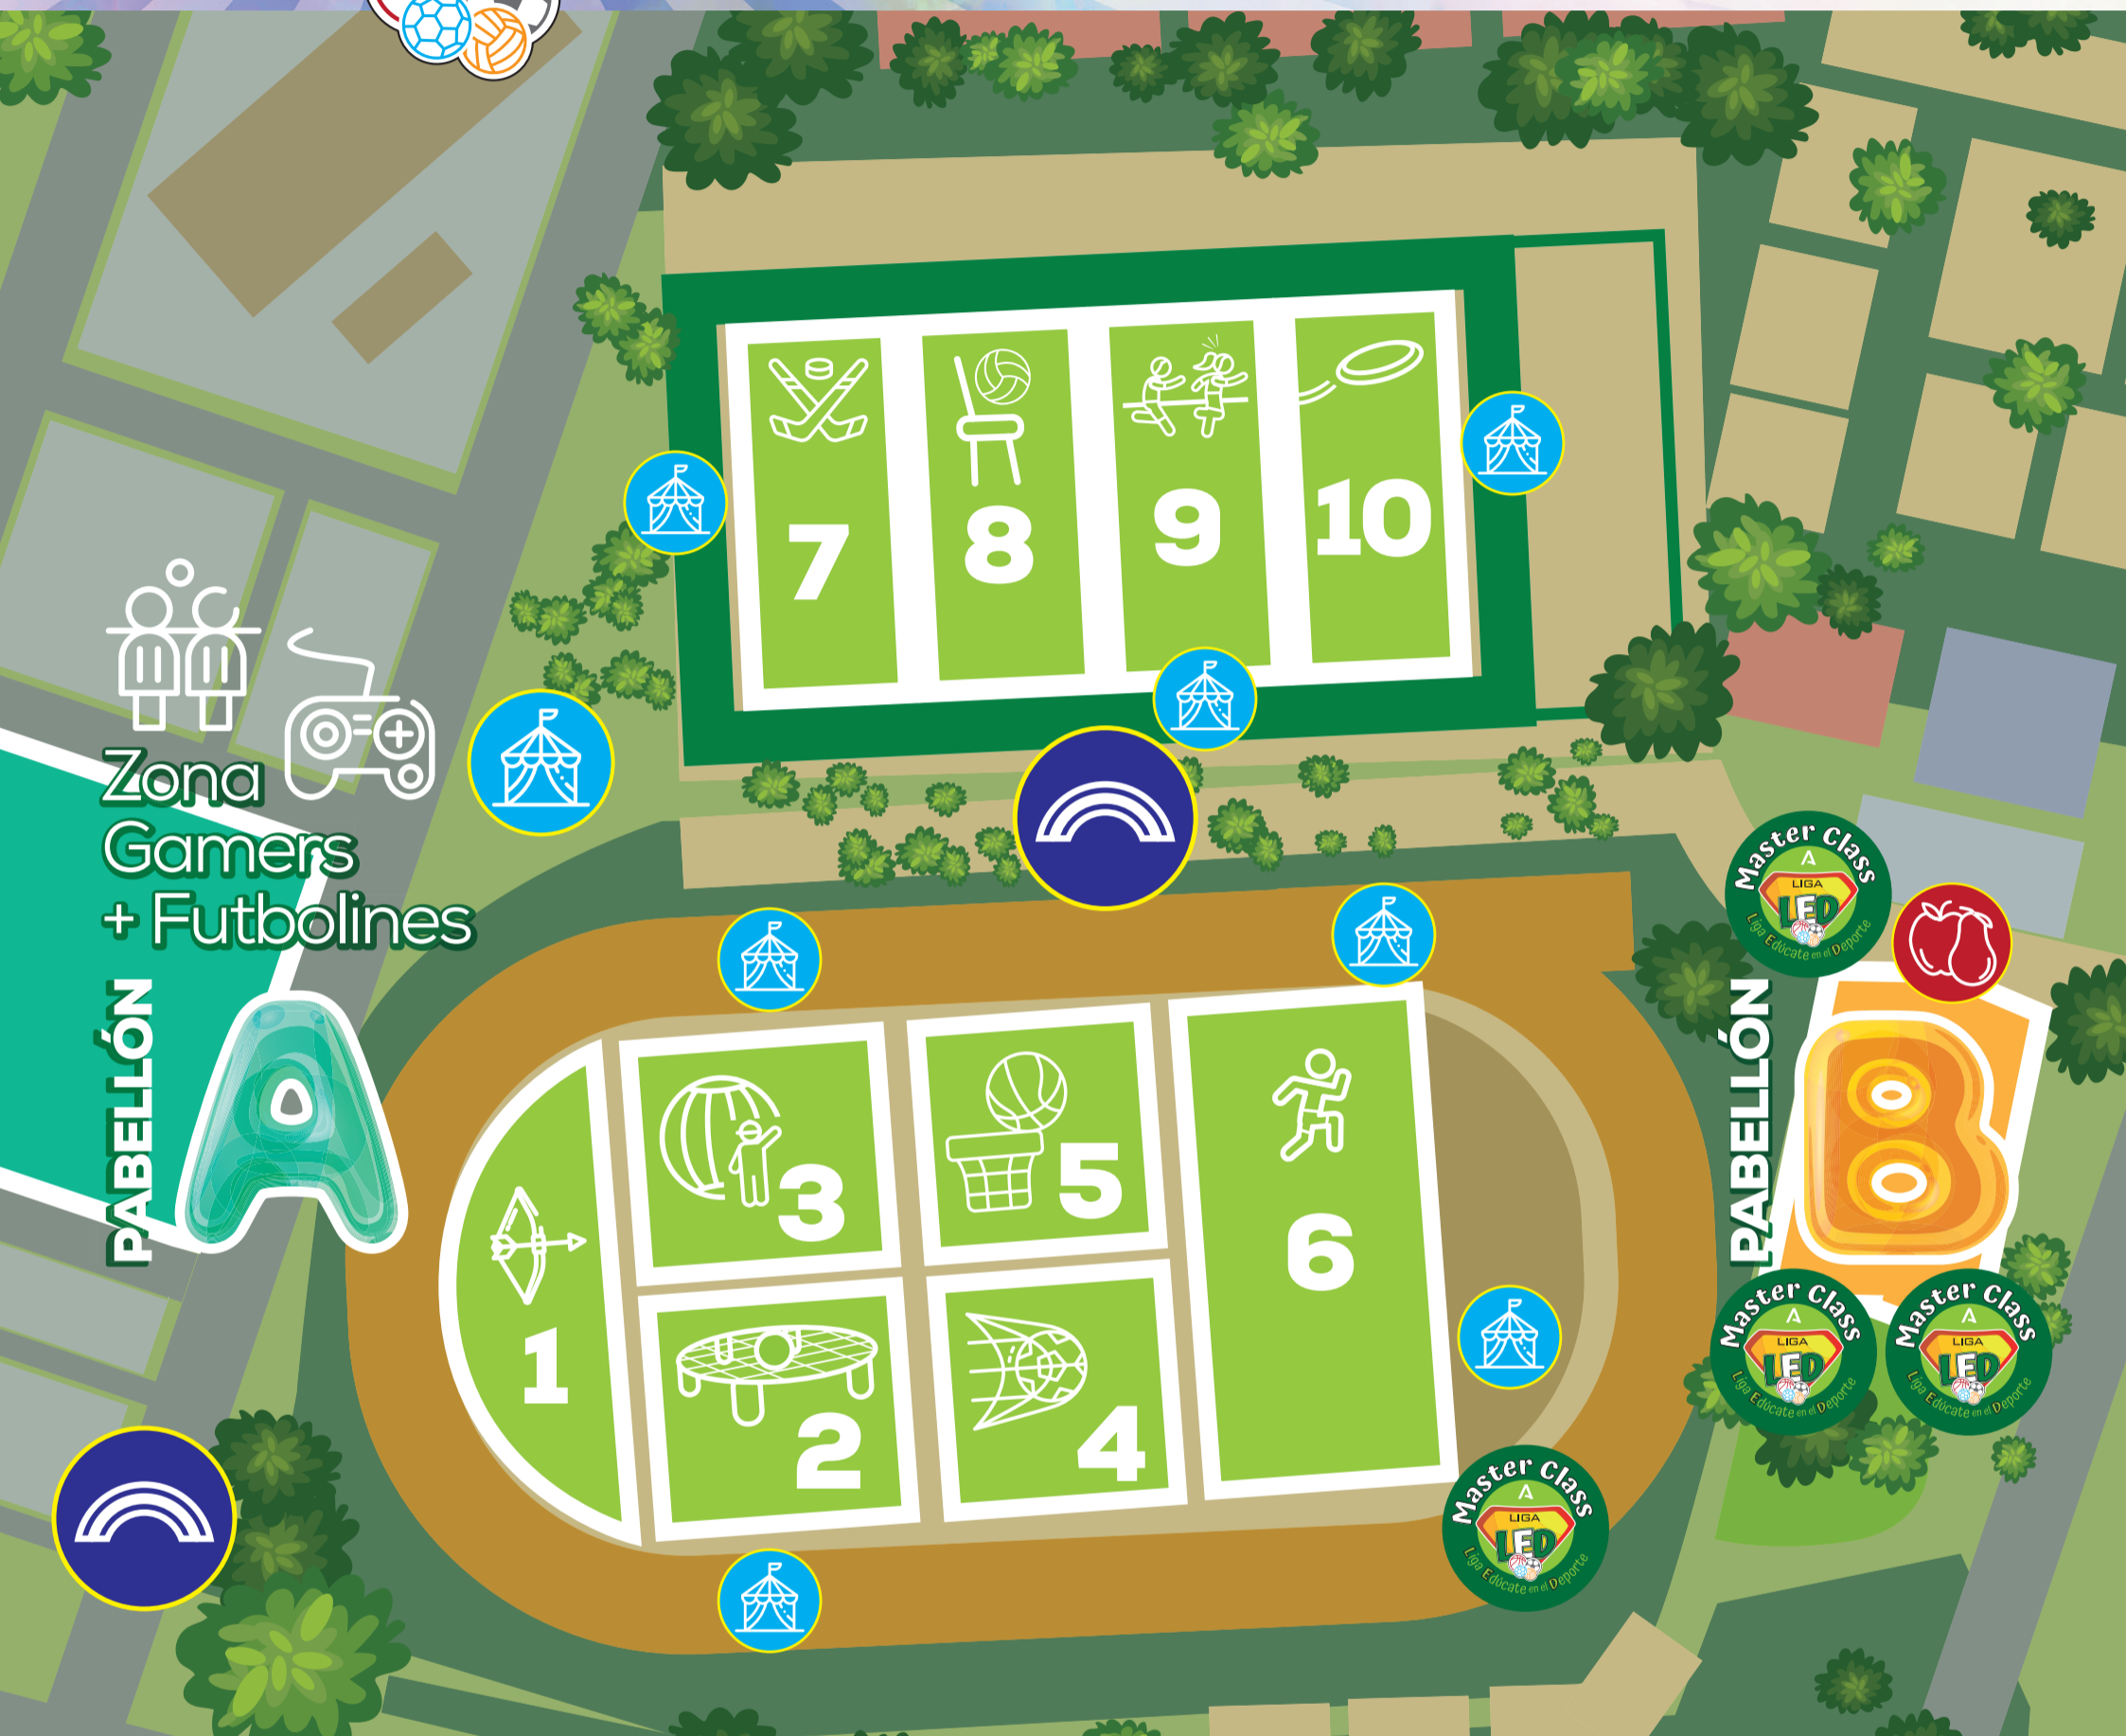 7
8
9
10
Zona
Gamers
+ Futbolines
PABELLÓN
A
Master Class
LIGA
LED
Liga Edúcate en el Deporte
PABELLÓN
B
3
5
6
1
2
4
Master Class
LIGA
LED
Liga Edúcate en el Deporte
Master Class
LIGA
LED
Liga Edúcate en el Deporte
Master Class
LIGA
LED
Liga Edúcate en el Deporte